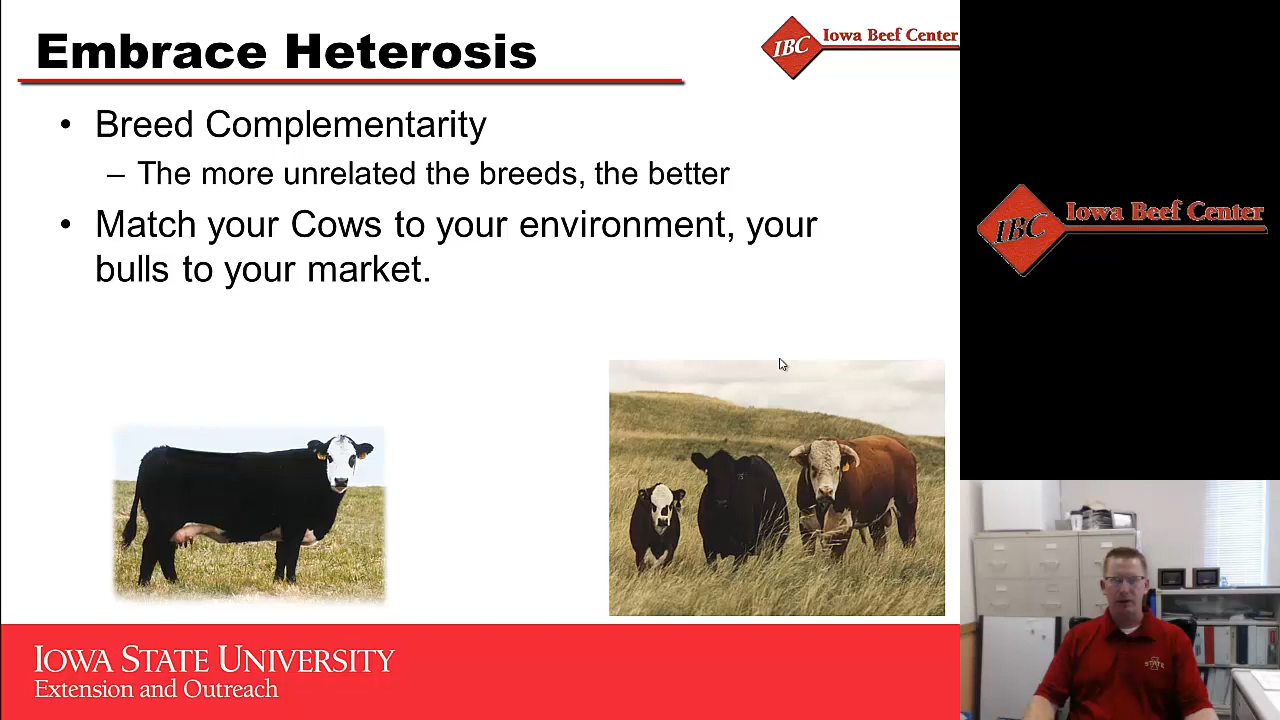 Embrace Heterosis
IBC Iowa Beef Center
• Breed Complementarity
– The more unrelated the breeds, the better
• Match your Cows to your environment, your
bulls to your market.
IBC Iowa Beef Center
STATE
IOWA STATE UNIVERSITY
Extension and Outreach